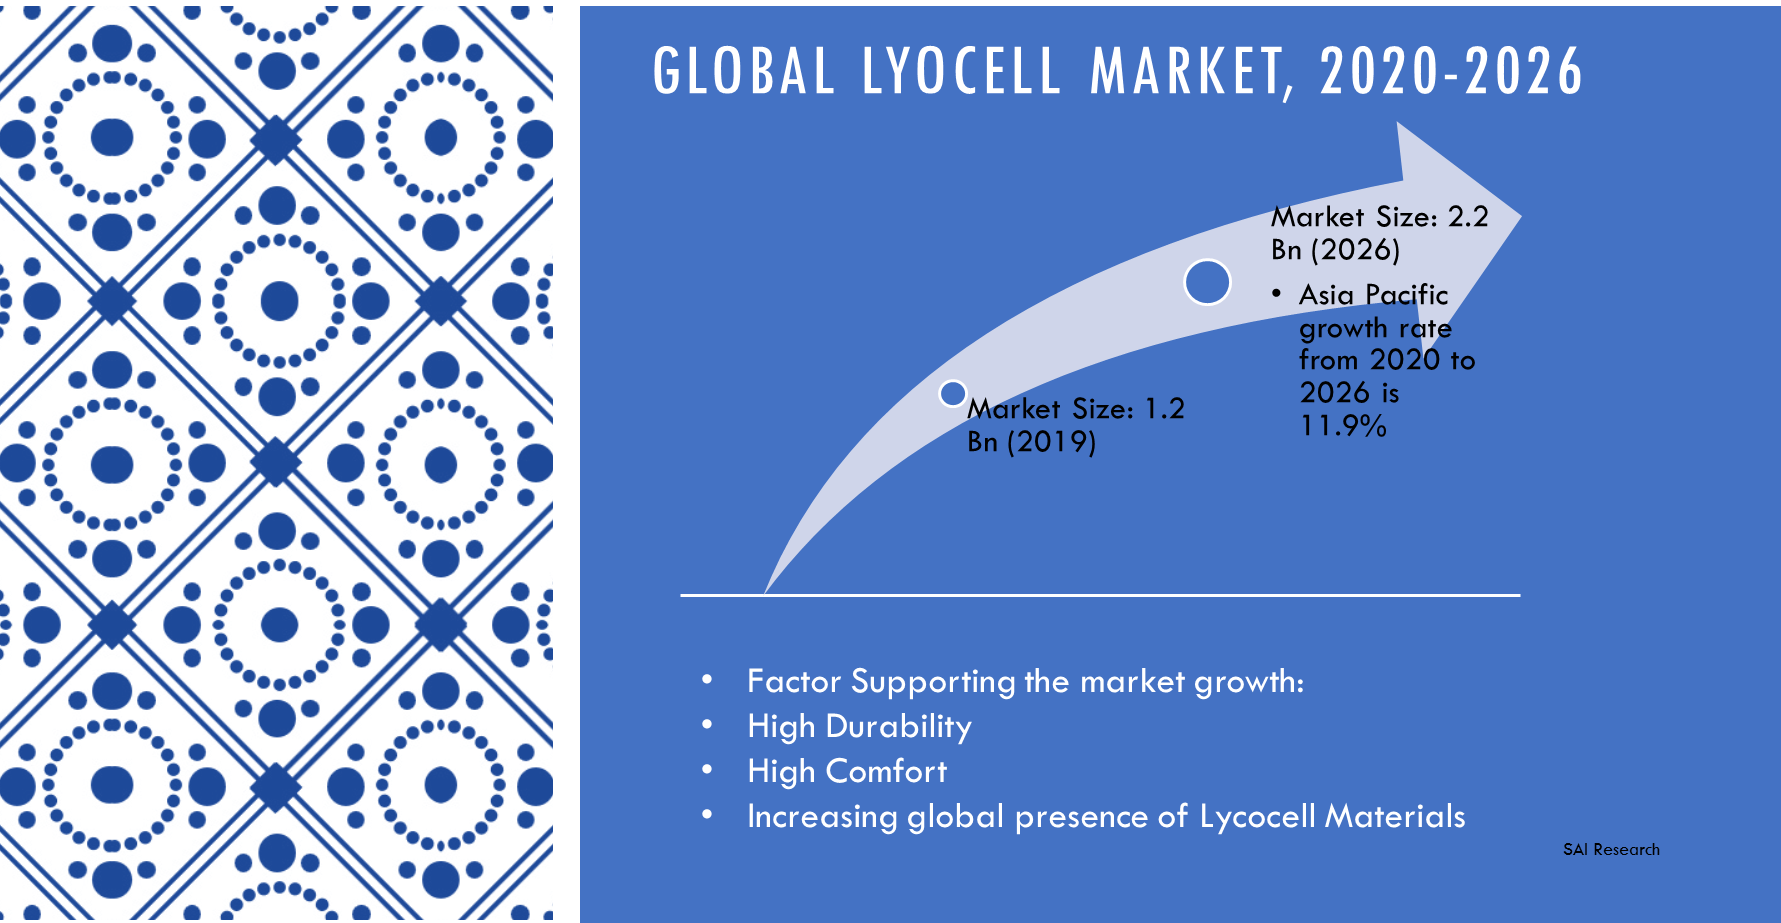 GLOBAL LYOCELL MARKET, 2020-2026
Market Size: 2.2
Bn (2026)
• Asia Pacific
growth rate
from 2020 to
2026 is
11.9%
Market Size: 1.2
Bn (2019)
• Factor Supporting the market growth:
• High Durability
• High Comfort
• Increasing global presence of Lycocell Materials
SAI Research